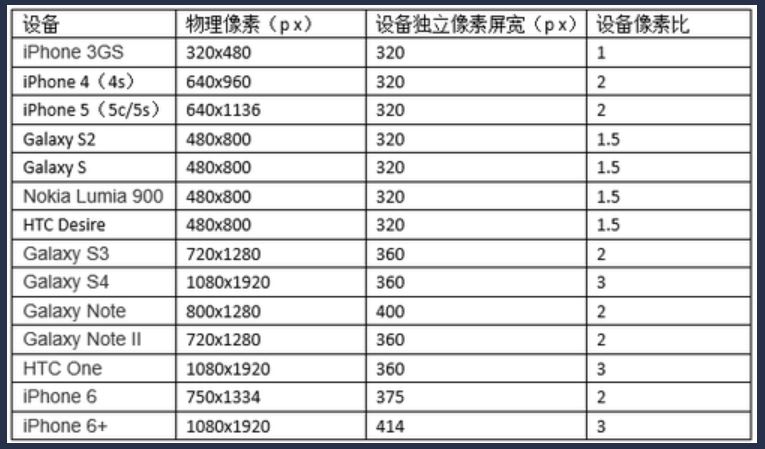 设备 物理像素（px） 设备独立像素屏宽（px） 设备像素比
iPhone 3GS 320x480 320 1
iPhone 4（4s） 640x960 320 2
iPhone 5（5c/5s） 640x1136 320 2
Galaxy S2 480x800 320 1.5
Galaxy S 480x800 320 1.5
Nokia Lumia 900 480x800 320 1.5
HTC Desire 480x800 320 1.5
Galaxy S3 720x1280 360 2
Galaxy S4 1080x1920 360 3
Galaxy Note 800x1280 400 2
Galaxy Note II 720x1280 360 2
HTC One 1080x1920 360 3
iPhone 6 750x1334 375 2
iPhone 6+ 1080x1920 414 3